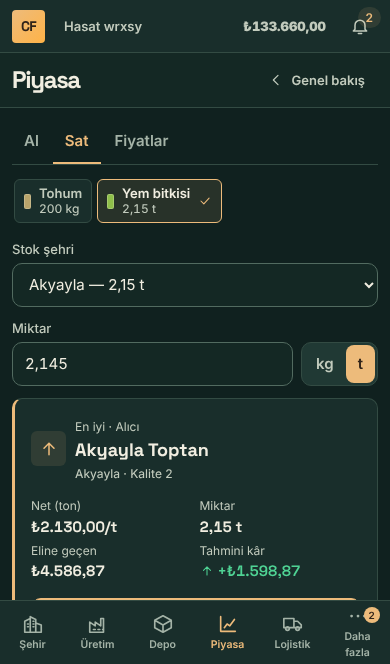 CF
Hasat wrxsy
₺133.660,00
2
Piyasa
Genel bakış
Al
Sat
Fiyatlar
Tohum
200 kg
Yem bitkisi
2,15 t
Stok şehri
Akyayla — 2,15 t
Miktar
2,145
kg
t
En iyi · Alıcı
Akyayla Toptan
Akyayla · Kalite 2
Net (ton)
Miktar
₺2.130,00/t
2,15 t
Eline geçen
Tahmini kâr
₺4.586,87
↑ +₺1.598,87
2
Şehir
Üretim
Depo
Piyasa
Lojistik
Daha
fazla